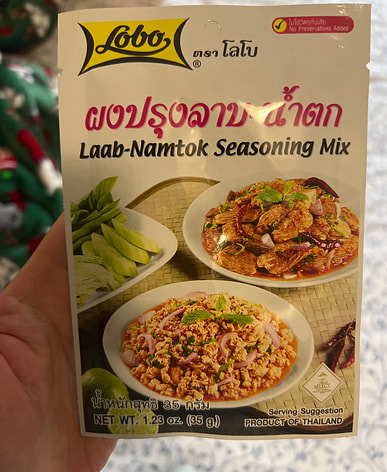 Lobo
®
ตรา โลโบ
ไม่ใช้วัตถุกันเสีย
No Preservatives Added
ผงปรุงลาบ-น้ำตก
Laab-Namtok Seasoning Mix
น้ำหนักสุทธิ 35 กรัม
NET WT. 1.23 oz. (35 g.)
Serving Suggestion
PRODUCT OF THAILAND